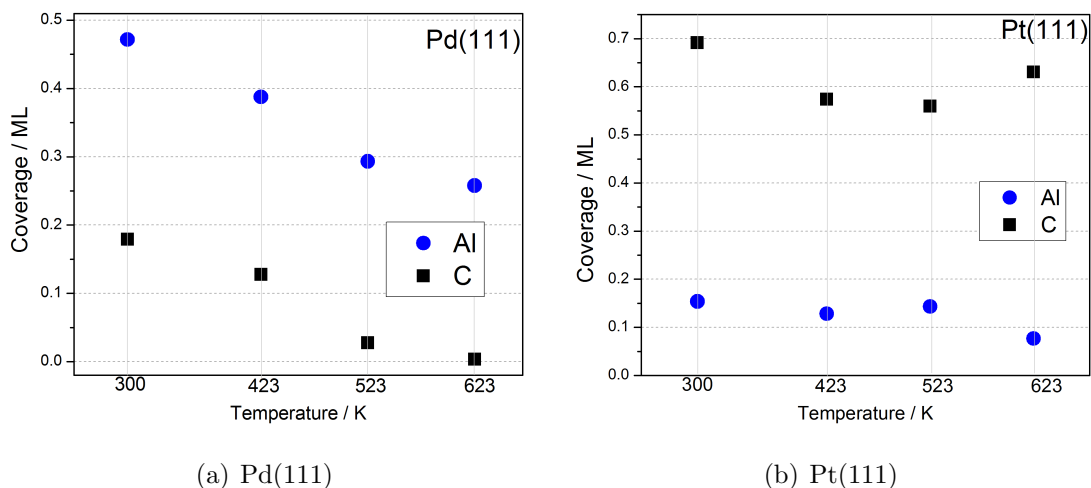 Pd(111)
Coverage / ML
0.5
0.4
0.3
0.2
0.1
0.0
Al
C
300 423 523 623
Temperature / K
(a) Pd(111)
Pt(111)
Coverage / ML
0.7
0.6
0.5
0.4
0.3
0.2
0.1
0.0
Al
C
300 423 523 623
Temperature / K
(b) Pt(111)